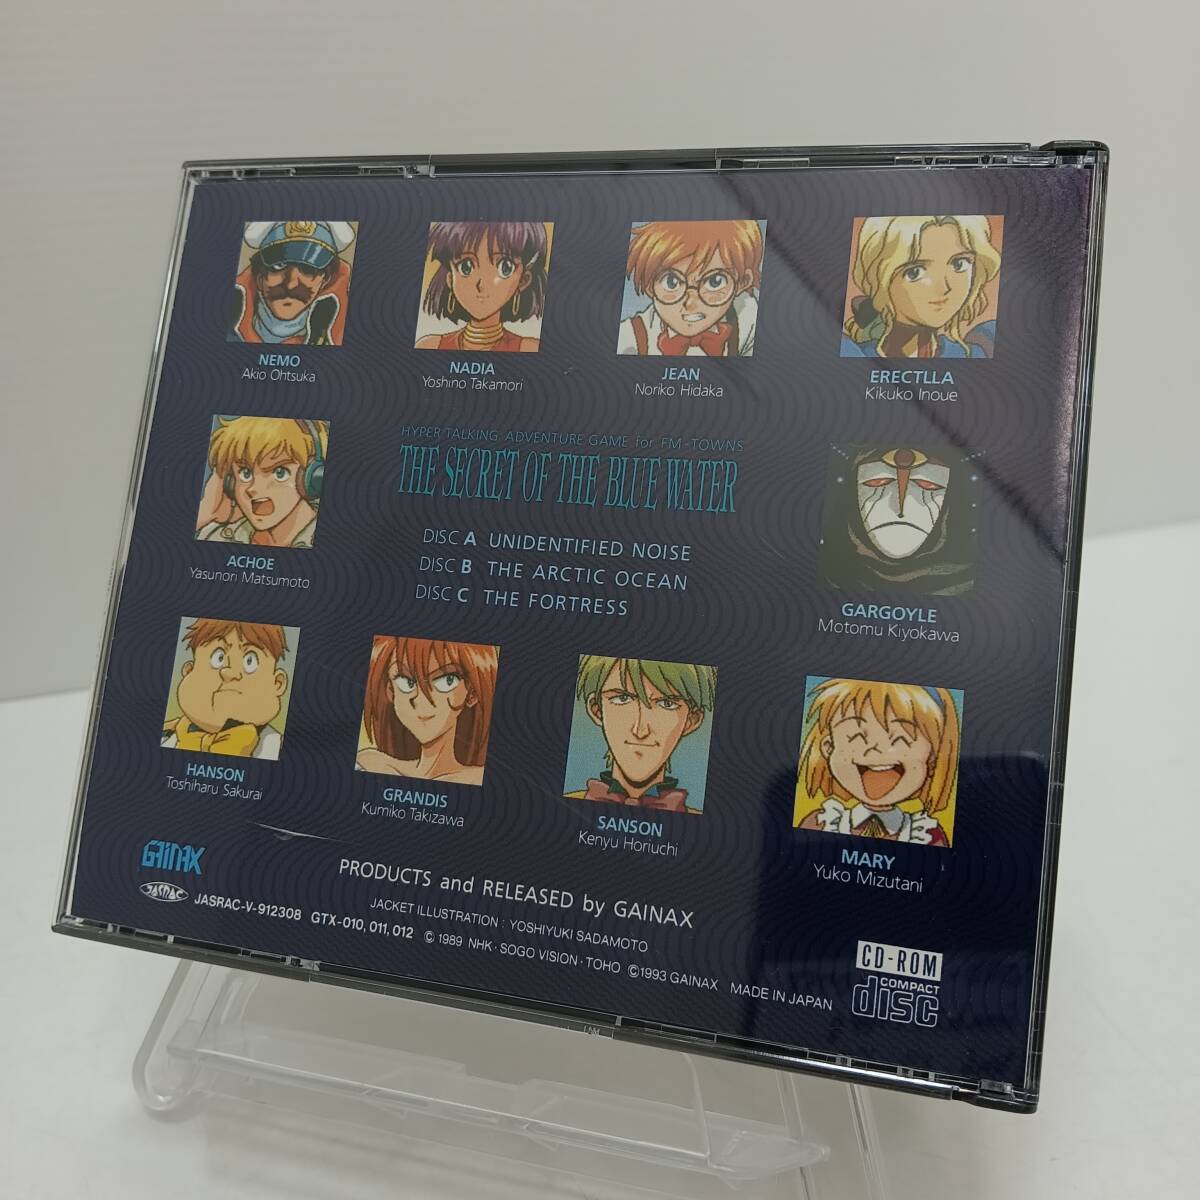 NEMO
Akio Ohtsuka
NADIA
Yoshino Takamori
JEAN
Noriko Hidaka
ERECTLLA
Kikuko Inoue
HYPER TALKING ADVENTURE GAME for FM-TOWNS
THE SECRET OF THE BLUE WATER
DISC A UNIDENTIFIED NOISE
DISC B THE ARCTIC OCEAN
DISC C THE FORTRESS
ACHOE
Yasunori Matsumoto
GARGOYLE
Motomu Kiyokawa
HANSON
Toshiharu Sakurai
GRANDIS
Kumiko Takizawa
SANSON
Kenyu Horiuchi
MARY
Yuko Mizutani
GAINAX
PRODUCTS and RELEASED by GAINAX
JACKET ILLUSTRATION : YOSHIYUKI SADAMOTO
JASRAC
JASRAC-V-912308 GTX-010, 011, 012 © 1989 NHK · SOGO VISION · TOHO ©1993 GAINAX MADE IN JAPAN
CD-ROM
COMPACT
disc